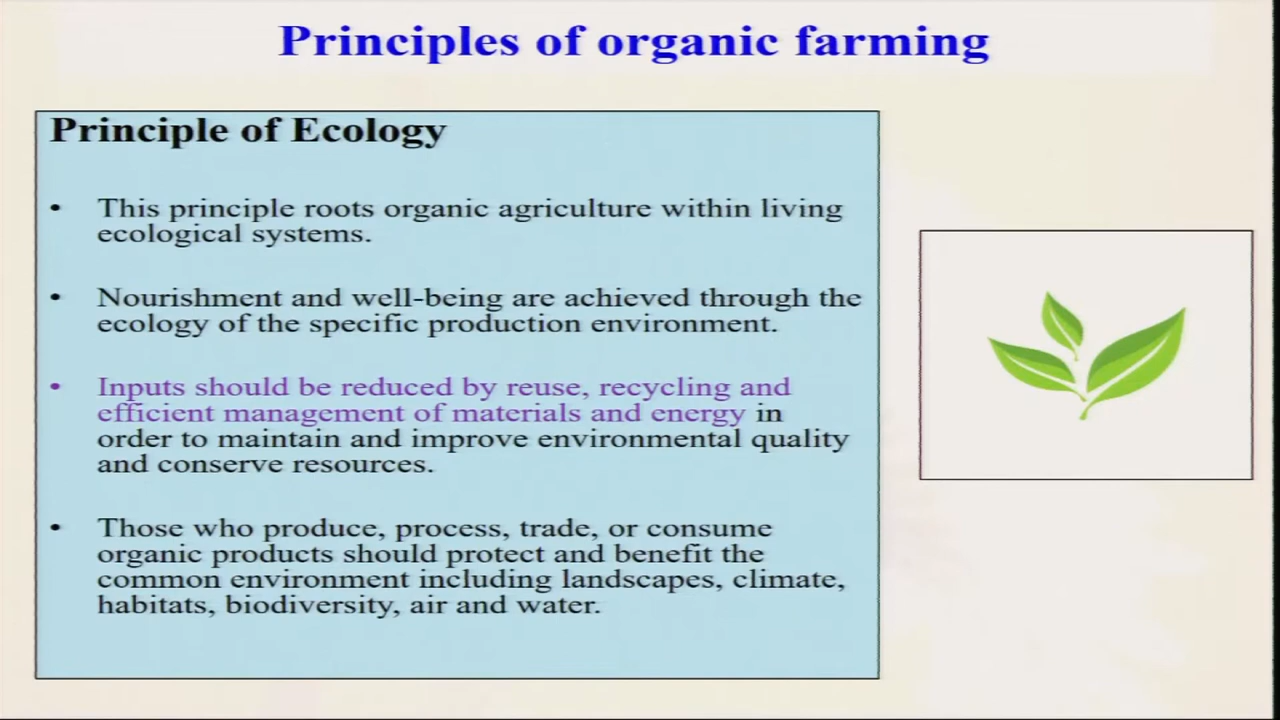 Principles of organic farming
Principle of Ecology
• This principle roots organic agriculture within living
ecological systems.
• Nourishment and well-being are achieved through the
ecology of the specific production environment.
• Inputs should be reduced by reuse, recycling and
efficient management of materials and energy in
order to maintain and improve environmental quality
and conserve resources.
• Those who produce, process, trade, or consume
organic products should protect and benefit the
common environment including landscapes, climate,
habitats, biodiversity, air and water.